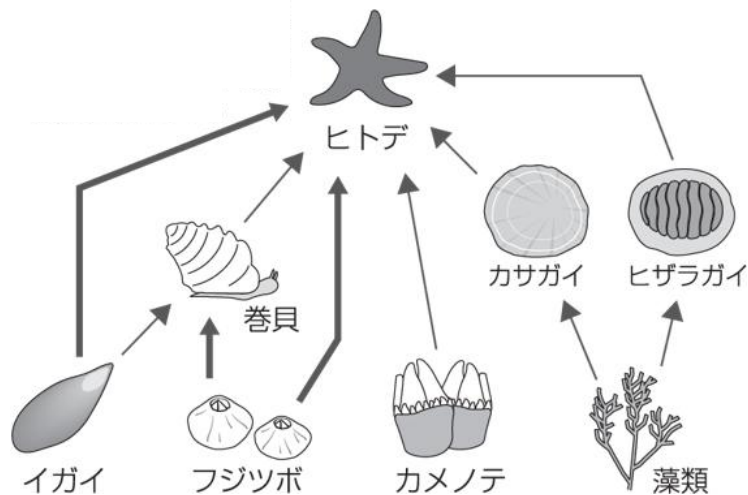 ヒトデ
カサガイ
ヒザラガイ
巻貝
イガイ
フジツボ
カメノテ
藻類